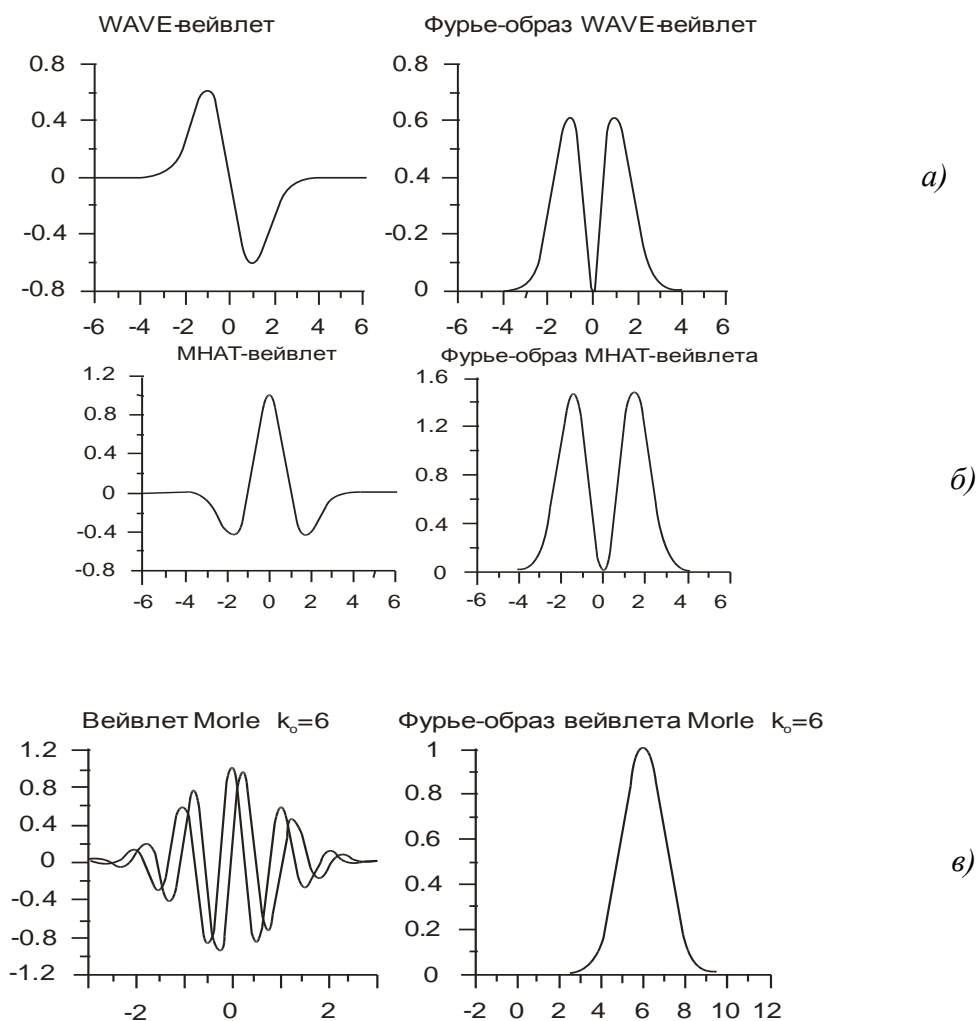 WAVE-вейвлет
Фурье-образ WAVE-вейвлет
0.8
0.4
0
-0.4
-0.8
-6 -4 -2 0 2 4 6
0.8
0.6
0.4
-0.2
0
-6 -4 -2 0 2 4 6
а)
МНАТ-вейвлет
Фурье-образ МНАТ-вейвлета
1.2
0.8
0.4
0
-0.4
-0.8
-6 -4 -2 0 2 4 6
1.6
1.2
0.8
0.4
0
-6 -4 -2 0 2 4 6
б)
Вейвлет Morle k₀=6
Фурье-образ вейвлета Morle k₀=6
1.2
0.8
0.4
0
-0.4
-0.8
-1.2
-2 0 2
1
0.8
0.6
0.4
0.2
0
-2 0 2 4 6 8 10 12
в)